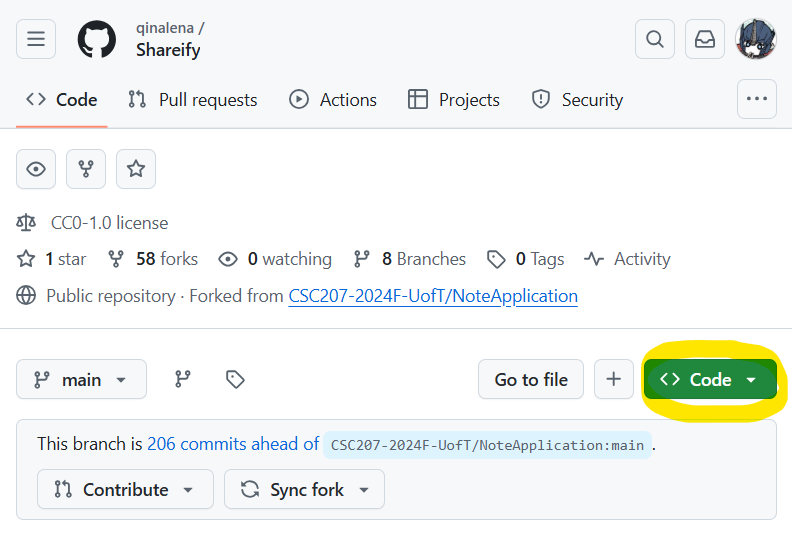 qinalena /
Shareify
Code Pull requests Actions Projects Security
CC0-1.0 license
1 star 58 forks 0 watching 8 Branches 0 Tags Activity
Public repository · Forked from CSC207-2024F-UofT/NoteApplication
main Go to file Code
This branch is 206 commits ahead of CSC207-2024F-UofT/NoteApplication:main.
Contribute Sync fork